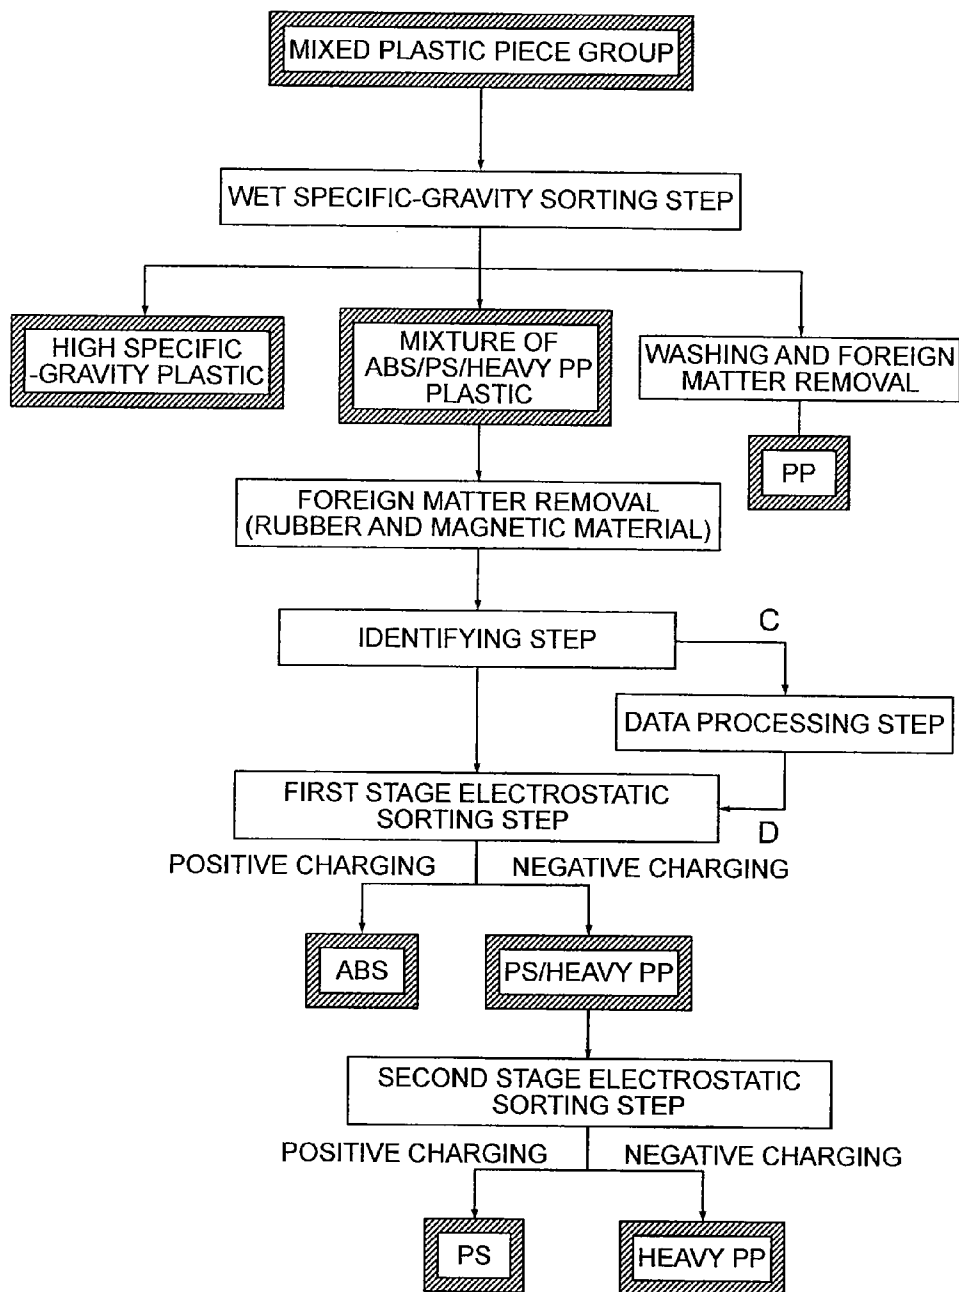 MIXED PLASTIC PIECE GROUP
WET SPECIFIC-GRAVITY SORTING STEP
HIGH SPECIFIC
-GRAVITY PLASTIC
MIXTURE OF
ABS/PS/HEAVY PP
PLASTIC
WASHING AND FOREIGN
MATTER REMOVAL
PP
FOREIGN MATTER REMOVAL
(RUBBER AND MAGNETIC MATERIAL)
IDENTIFYING STEP
C
DATA PROCESSING STEP
FIRST STAGE ELECTROSTATIC
SORTING STEP
D
POSITIVE CHARGING
NEGATIVE CHARGING
ABS
PS/HEAVY PP
SECOND STAGE ELECTROSTATIC
SORTING STEP
POSITIVE CHARGING
NEGATIVE CHARGING
PS
HEAVY PP